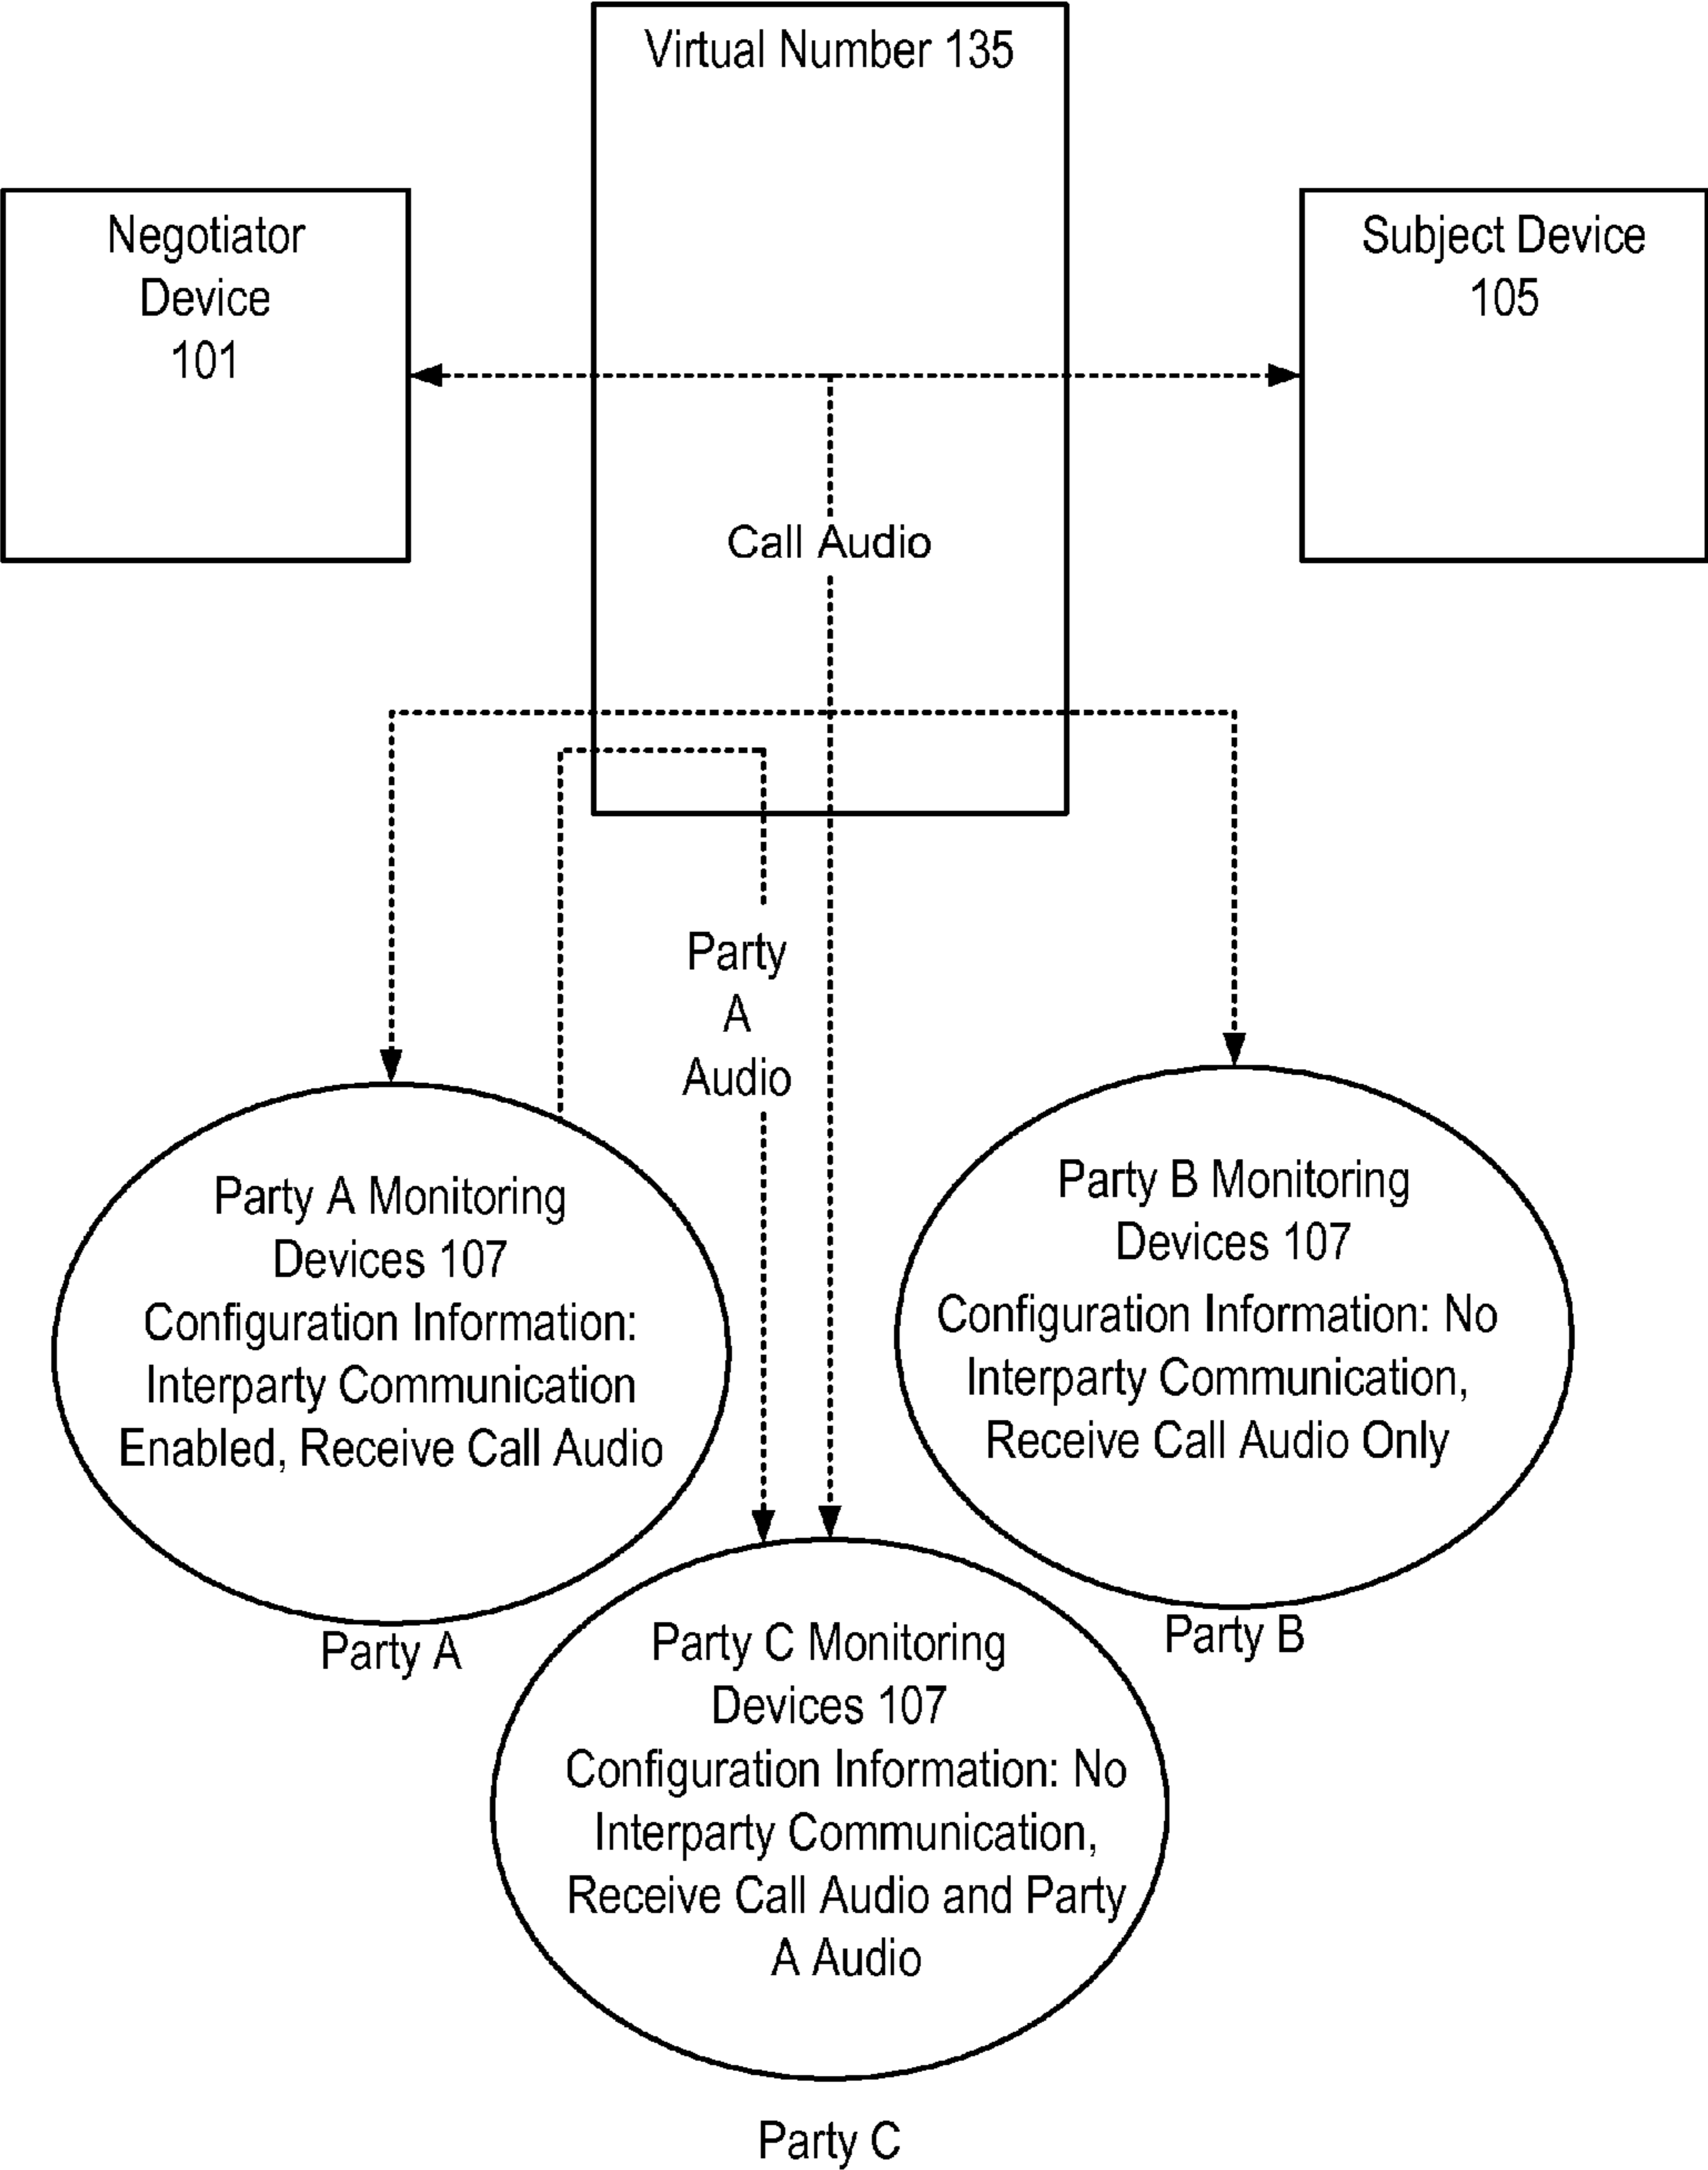 Virtual Number 135
Negotiator
Device
101
Subject Device
105
Call Audio
Party
A
Audio
Party A Monitoring
Devices 107
Configuration Information:
Interparty Communication
Enabled, Receive Call Audio
Party A
Party B Monitoring
Devices 107
Configuration Information: No
Interparty Communication,
Receive Call Audio Only
Party B
Party C Monitoring
Devices 107
Configuration Information: No
Interparty Communication,
Receive Call Audio and Party
A Audio
Party C